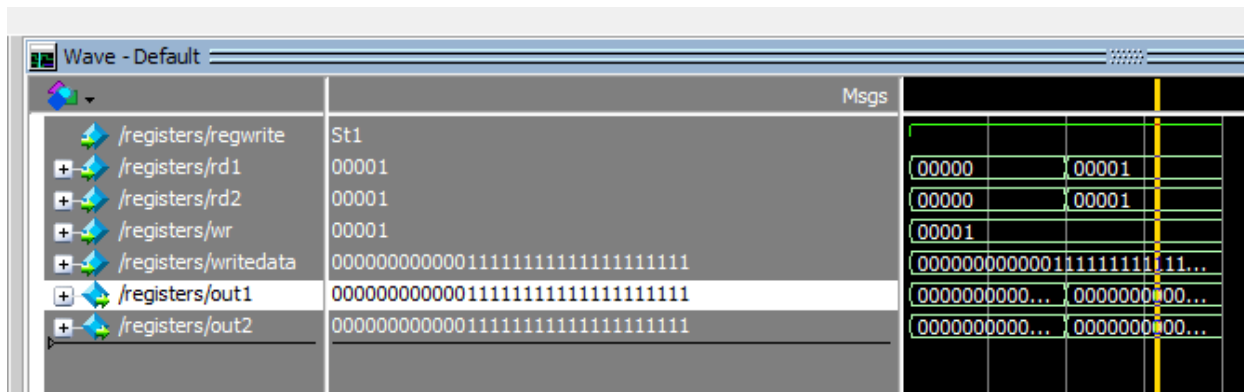 Wave - Default
Msgs
/registers/regwrite St1
/registers/rd1 00001 00000 00001
/registers/rd2 00001 00000 00001
/registers/wr 00001 00001
/registers/writedata 00000000000011111111111111111111
/registers/out1 00000000000011111111111111111111 0000000000...
/registers/out2 00000000000011111111111111111111 0000000000...